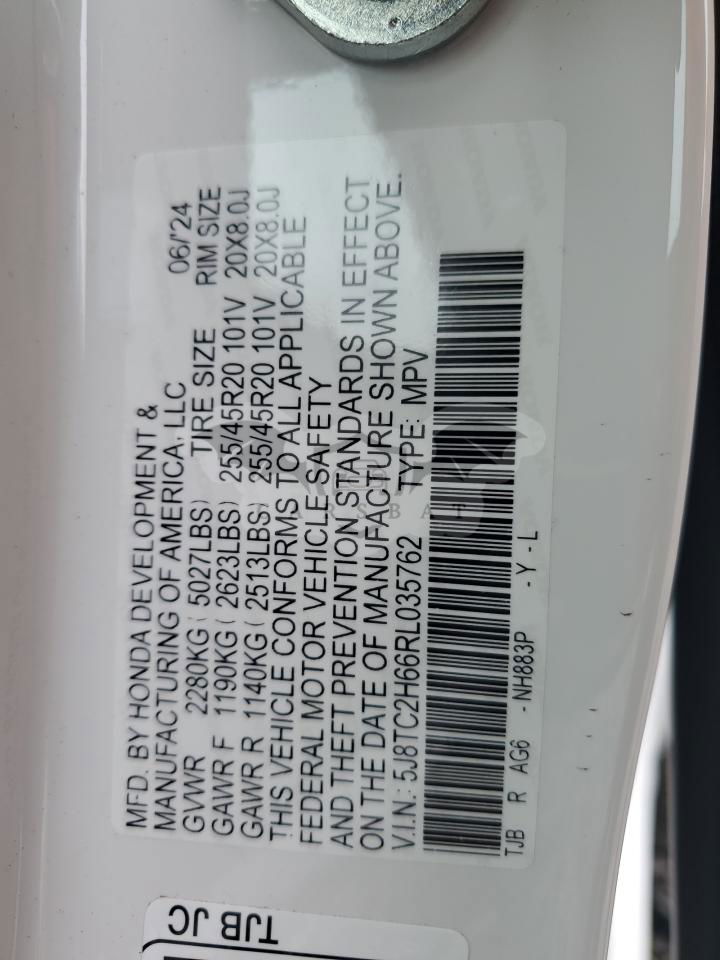 MFD. BY HONDA DEVELOPMENT &
MANUFACTURING OF AMERICA, LLC 06/'24
GVWR 2280KG ( 5027LBS) TIRE SIZE RIM SIZE
GAWR F 1190KG ( 2623LBS) 255/45R20 101V 20X8.0J
GAWR R 1140KG ( 2513LBS) 255/45R20 101V 20X8.0J
THIS VEHICLE CONFORMS TO ALL APPLICABLE
FEDERAL MOTOR VEHICLE SAFETY
AND THEFT PREVENTION STANDARDS IN EFFECT
ON THE DATE OF MANUFACTURE SHOWN ABOVE.
V.I.N.: 5J8TC2H66RL035762 TYPE: MPV
TJB R AG6 - NH883P - Y - L
TJB JC
CARSBAT